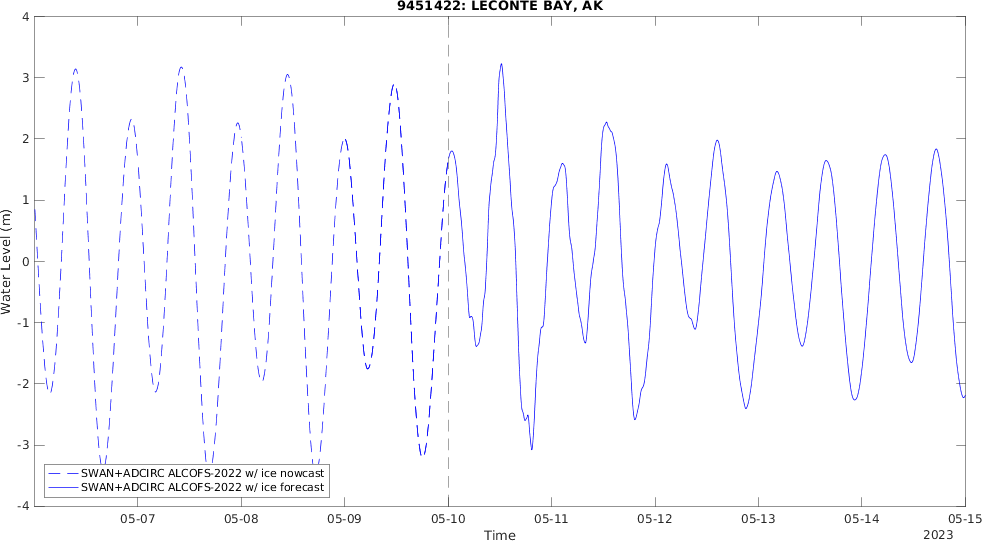 9451422: LECONTE BAY, AK
4
3
2
1
0
-1
-2
-3
-4
Water Level (m)
SWAN+ADCIRC ALCOFS-2022 w/ ice nowcast
SWAN+ADCIRC ALCOFS-2022 w/ ice forecast
05-07 05-08 05-09 05-10 05-11 05-12 05-13 05-14 05-15
Time
2023